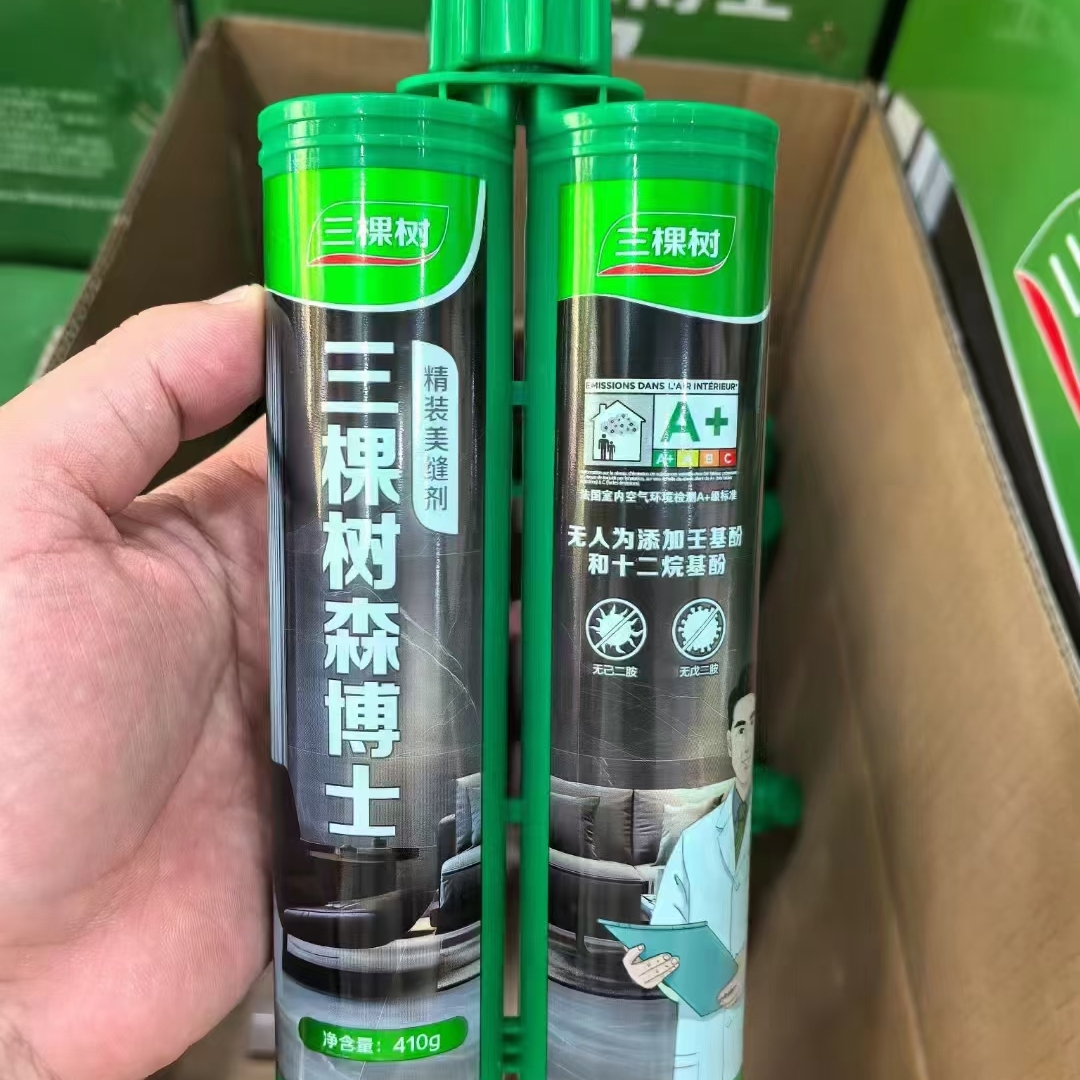 三棵树
三棵树森博士
精装美缝剂
净含量：410g
三棵树
ÉMISSIONS DANS L'AIR INTÉRIEUR*
A+
A+ A B C
法国室内空气环境检测A+级标准
无人为添加壬基酚
和十二烷基酚
无己二胺
无戊三胺